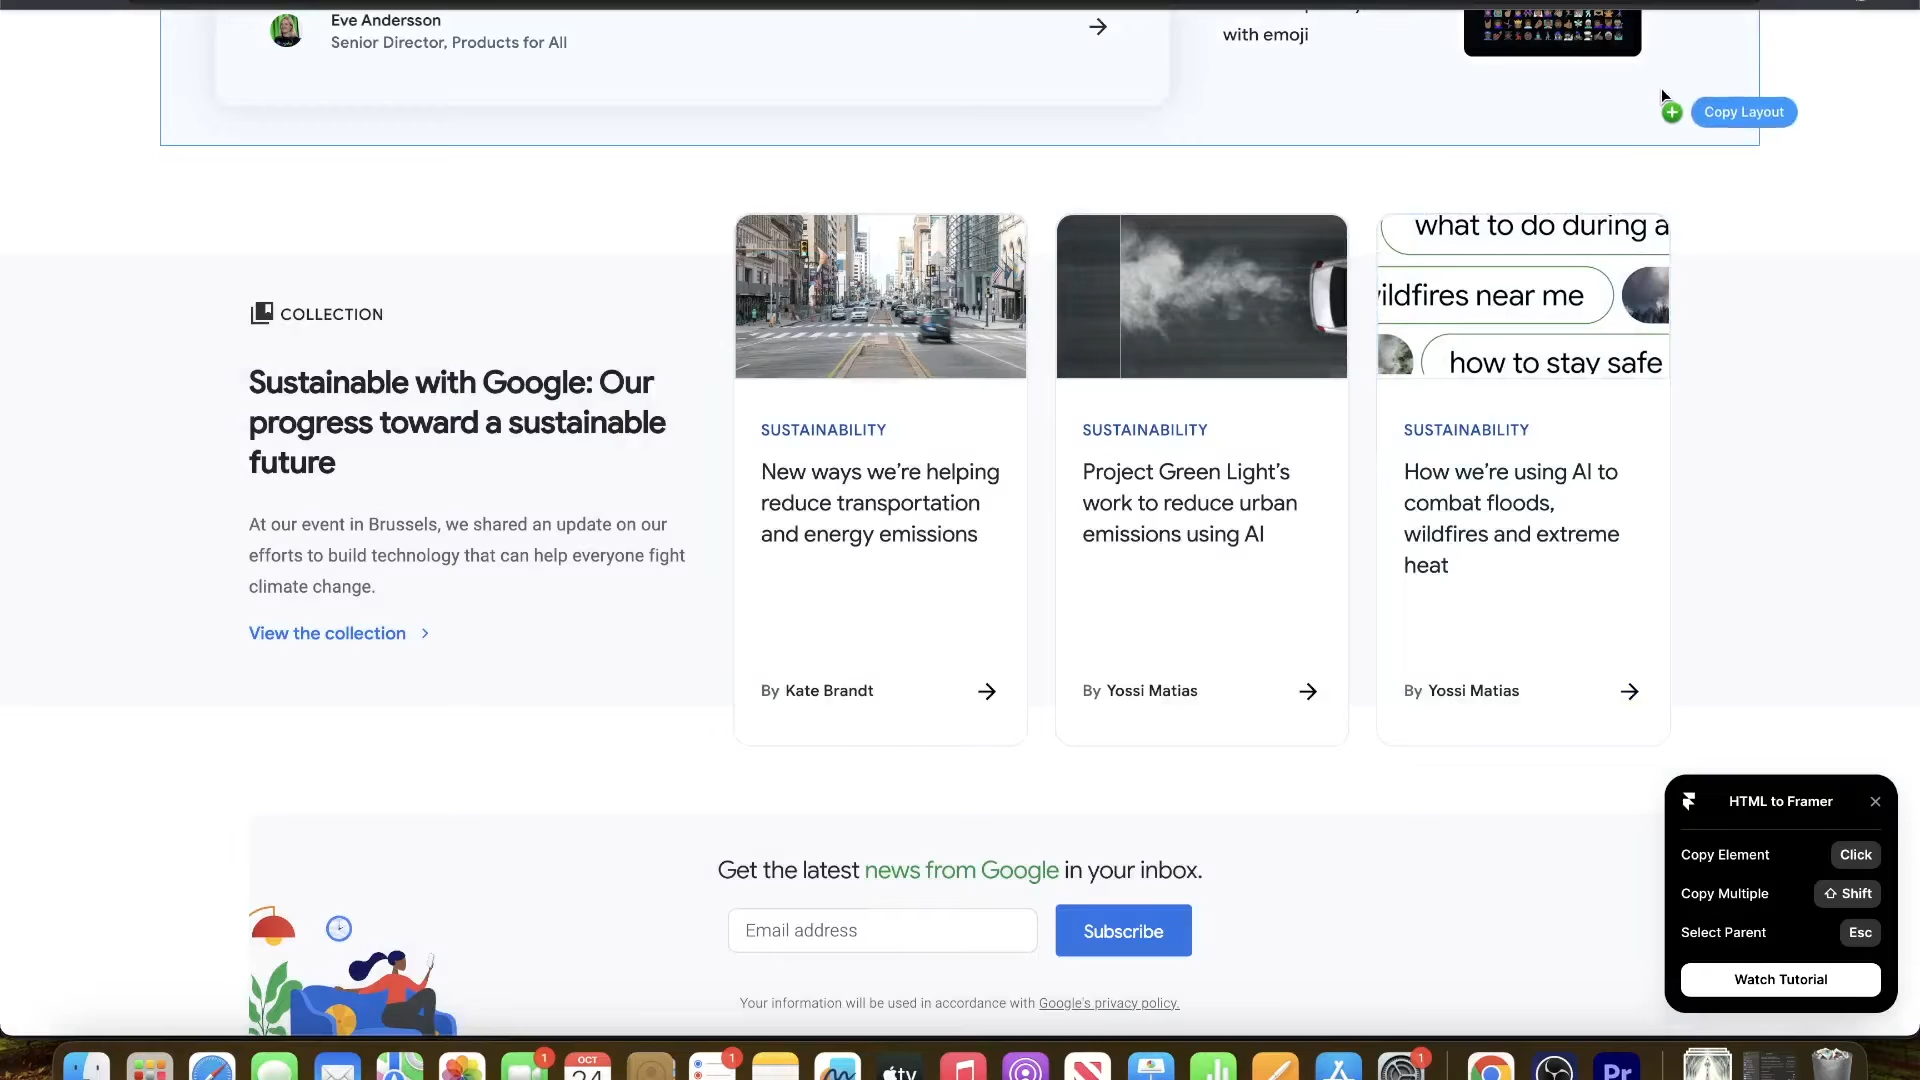 Eve Andersson
Senior Director, Products for All
with emoji
Copy Layout
COLLECTION
Sustainable with Google: Our
progress toward a sustainable
future
At our event in Brussels, we shared an update on our
efforts to build technology that can help everyone fight
climate change.
View the collection
SUSTAINABILITY
New ways we’re helping
reduce transportation
and energy emissions
By Kate Brandt
SUSTAINABILITY
Project Green Light’s
work to reduce urban
emissions using AI
By Yossi Matias
what to do during a
ildfires near me
how to stay safe
SUSTAINABILITY
How we’re using AI to
combat floods,
wildfires and extreme
heat
By Yossi Matias
Get the latest news from Google in your inbox.
Email address
Subscribe
Your information will be used in accordance with Google's privacy policy.
HTML to Framer
Copy Element Click
Copy Multiple Shift
Select Parent Esc
Watch Tutorial
1
OCT
24
1
tv
1
Pr